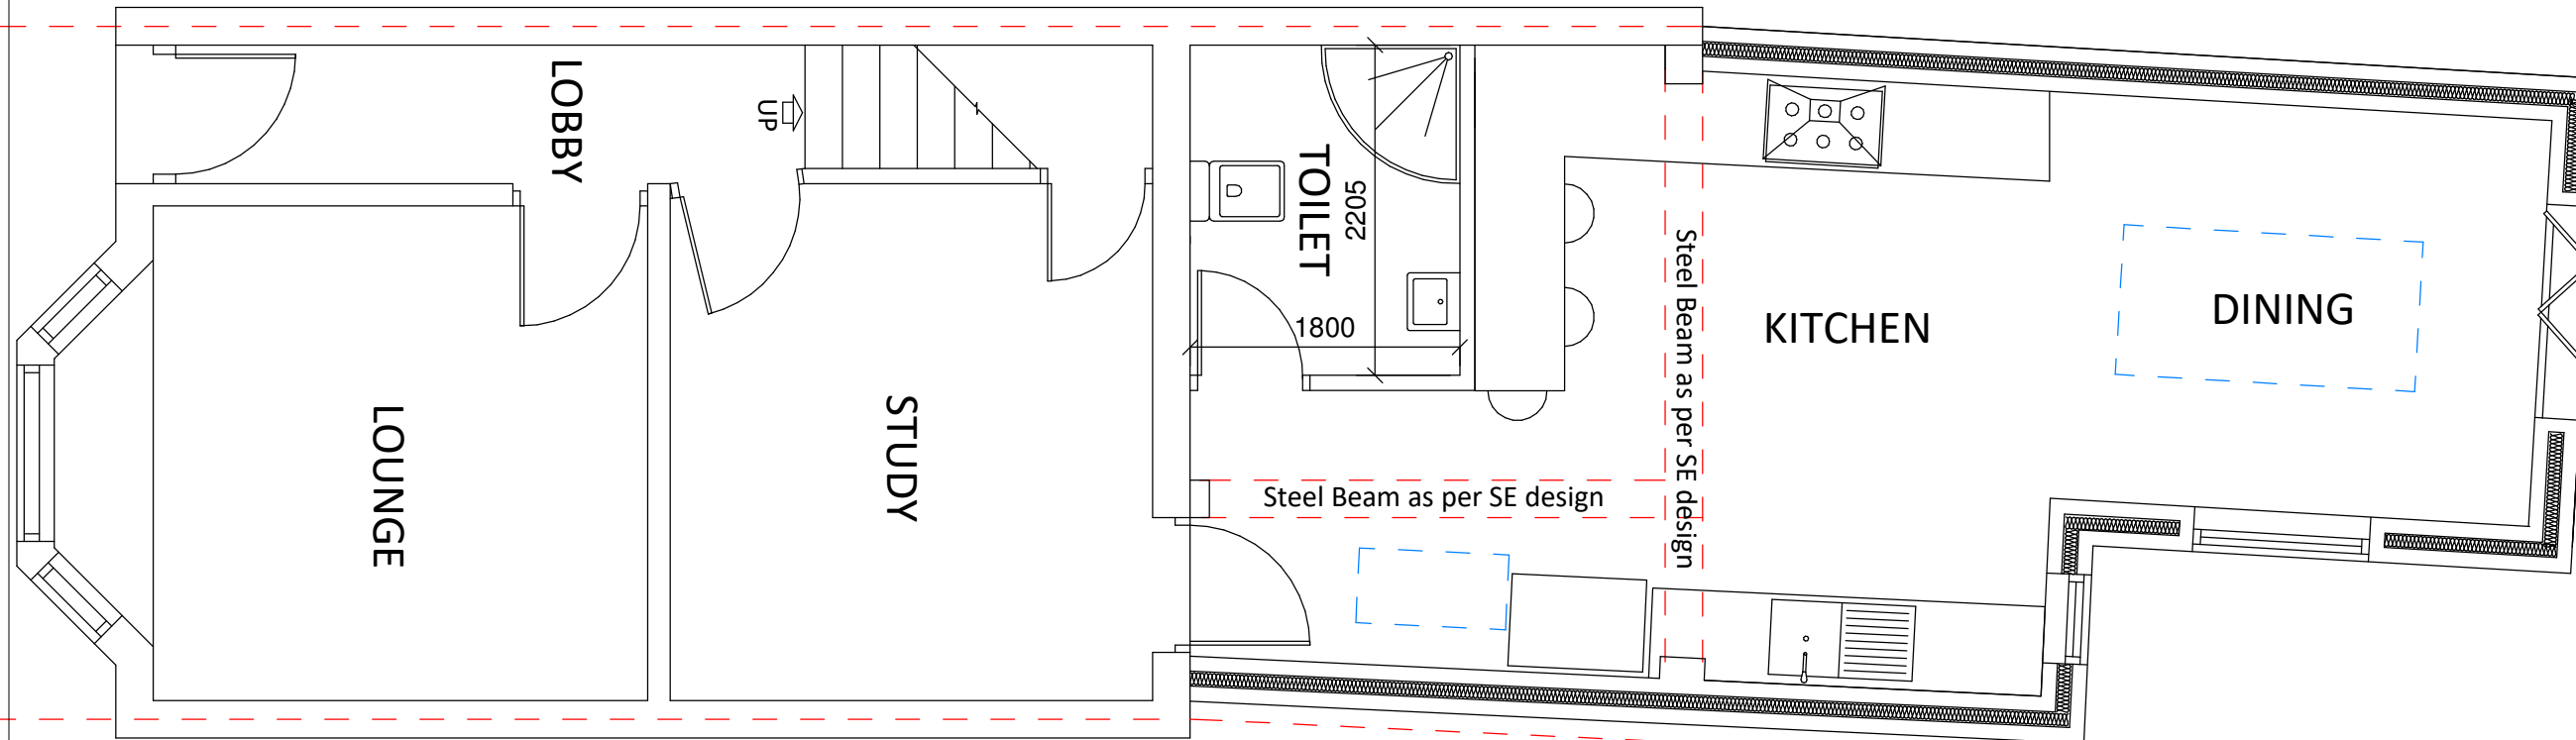 LOBBY
UP
TOILET
2205
1800
LOUNGE
STUDY
Steel Beam as per SE design
Steel Beam as per SE design
KITCHEN
DINING